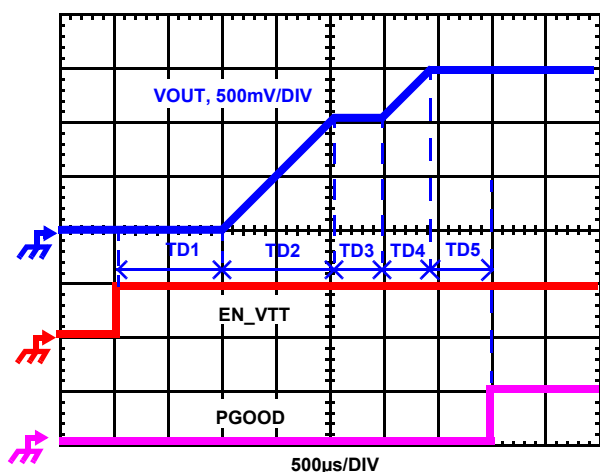 VOUT, 500mV/DIV
TD1 TD2 TD3 TD4 TD5
EN_VTT
PGOOD
500µs/DIV